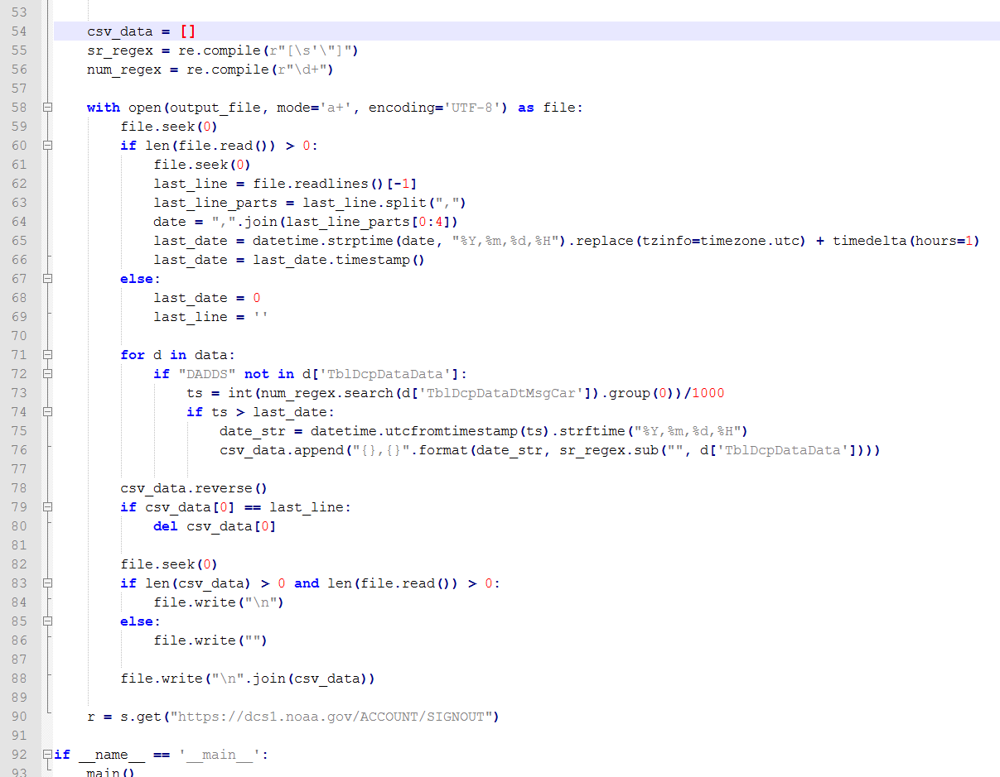 53
54 csv_data = []
55 sr_regex = re.compile(r"[\s'\"]")
56 num_regex = re.compile(r"\d+")
57
58 with open(output_file, mode='a+', encoding='UTF-8') as file:
59 file.seek(0)
60 if len(file.read()) > 0:
61 file.seek(0)
62 last_line = file.readlines()[-1]
63 last_line_parts = last_line.split(",")
64 date = ",".join(last_line_parts[0:4])
65 last_date = datetime.strptime(date, "%Y,%m,%d,%H").replace(tzinfo=timezone.utc) + timedelta(hours=1)
66 last_date = last_date.timestamp()
67 else:
68 last_date = 0
69 last_line = ''
70
71 for d in data:
72 if "DADDS" not in d['TblDcpDataData']:
73 ts = int(num_regex.search(d['TblDcpDataDtMsgCar']).group(0))/1000
74 if ts > last_date:
75 date_str = datetime.utcfromtimestamp(ts).strftime("%Y,%m,%d,%H")
76 csv_data.append("{},{}".format(date_str, sr_regex.sub("", d['TblDcpDataData'])))
77
78 csv_data.reverse()
79 if csv_data[0] == last_line:
80 del csv_data[0]
81
82 file.seek(0)
83 if len(csv_data) > 0 and len(file.read()) > 0:
84 file.write("\n")
85 else:
86 file.write("")
87
88 file.write("\n".join(csv_data))
89
90 r = s.get("https://dcs1.noaa.gov/ACCOUNT/SIGNOUT")
91
92 if __name__ == '__main__':
93 main()